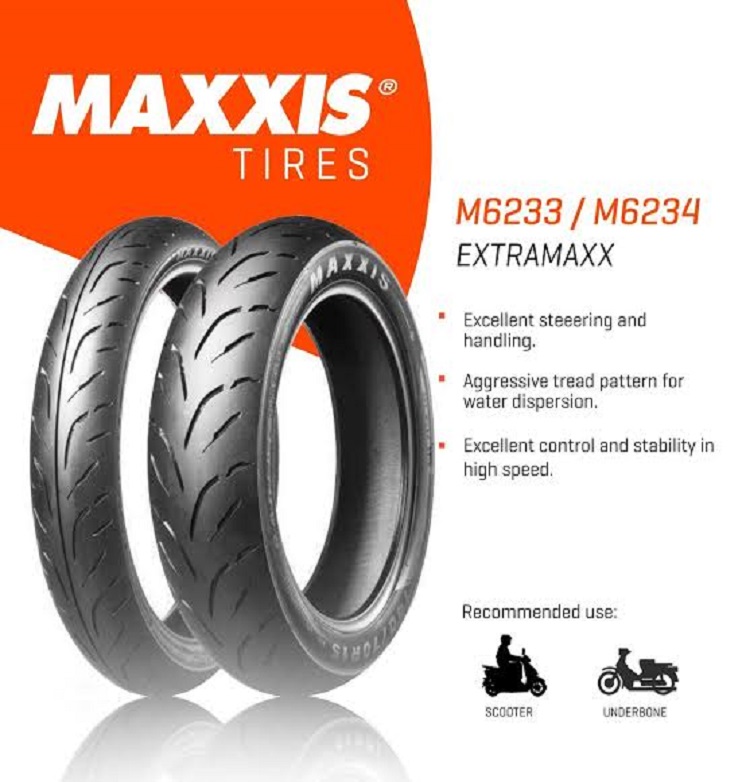 MAXXIS®
TIRES
M6233 / M6234
EXTRAMAXX
Excellent steeering and
handling.
Aggressive tread pattern for
water dispersion.
Excellent control and stability in
high speed.
MAXXIS
Recommended use:
SCOOTER
UNDERBONE